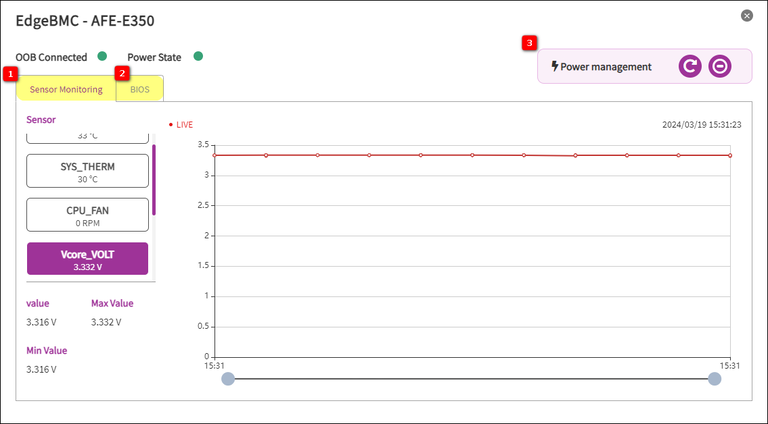 EdgeBMC - AFE-E350
OOB Connected
Power State
3
Power management
1
2
Sensor Monitoring
BIOS
Sensor
LIVE
2024/03/19 15:31:23
33 °C
SYS_THERM
30 °C
CPU_FAN
0 RPM
Vcore_VOLT
3.332 V
value
Max Value
3.316 V
3.332 V
Min Value
3.316 V
3.5
3
2.5
2
1.5
1
0.5
0
15:31
15:31